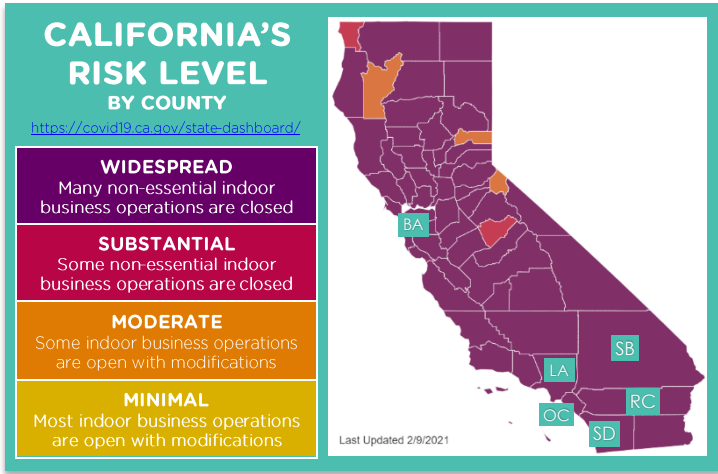 CALIFORNIA'S
RISK LEVEL
BY COUNTY
https://covid19.ca.gov/state-dashboard/
WIDESPREAD
Many non-essential indoor
business operations are closed
SUBSTANTIAL
Some non-essential indoor
business operations are closed
MODERATE
Some indoor business operations
are open with modifications
MINIMAL
Most indoor business operations
are open with modifications
BA
SB
LA
RC
OC
SD
Last Updated 2/9/2021